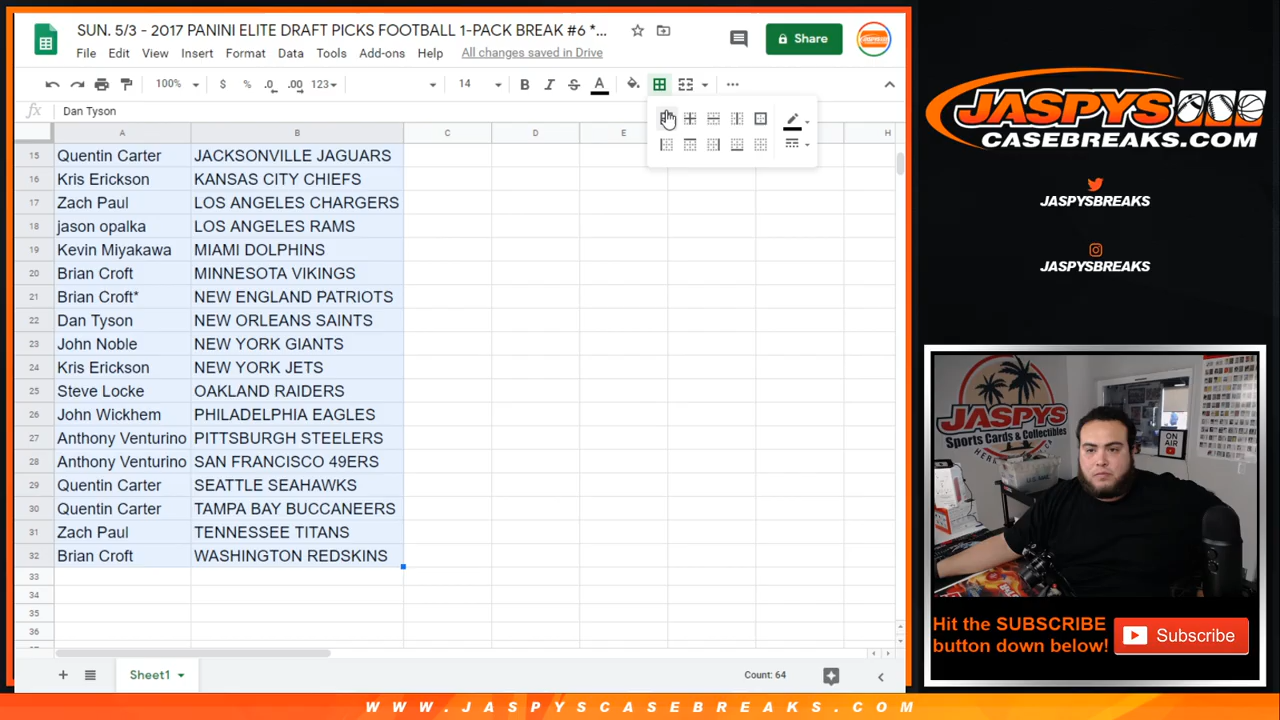 SUN. 5/3 - 2017 PANINI ELITE DRAFT PICKS FOOTBALL 1-PACK BREAK #6 *...
File Edit View Insert Format Data Tools Add-ons Help All changes saved in Drive
Share
100% $ % .0 .00 123 14 B I S A
fx Dan Tyson
A B C D E H
15 Quentin Carter JACKSONVILLE JAGUARS
16 Kris Erickson KANSAS CITY CHIEFS
17 Zach Paul LOS ANGELES CHARGERS
18 jason opalka LOS ANGELES RAMS
19 Kevin Miyakawa MIAMI DOLPHINS
20 Brian Croft MINNESOTA VIKINGS
21 Brian Croft* NEW ENGLAND PATRIOTS
22 Dan Tyson NEW ORLEANS SAINTS
23 John Noble NEW YORK GIANTS
24 Kris Erickson NEW YORK JETS
25 Steve Locke OAKLAND RAIDERS
26 John Wickhem PHILADELPHIA EAGLES
27 Anthony Venturino PITTSBURGH STEELERS
28 Anthony Venturino SAN FRANCISCO 49ERS
29 Quentin Carter SEATTLE SEAHAWKS
30 Quentin Carter TAMPA BAY BUCCANEERS
31 Zach Paul TENNESSEE TITANS
32 Brian Croft WASHINGTON REDSKINS
33
34
35
36
Sheet1
Count: 64
JASPYS
CASEBREAKS.COM
JASPYSBREAKS
JASPYSBREAKS
JASPYS
Sports Cards & Collectibles
ON AIR
Hit the SUBSCRIBE
button down below!
Subscribe
WWW.JASPYSCASEBREAKS.COM